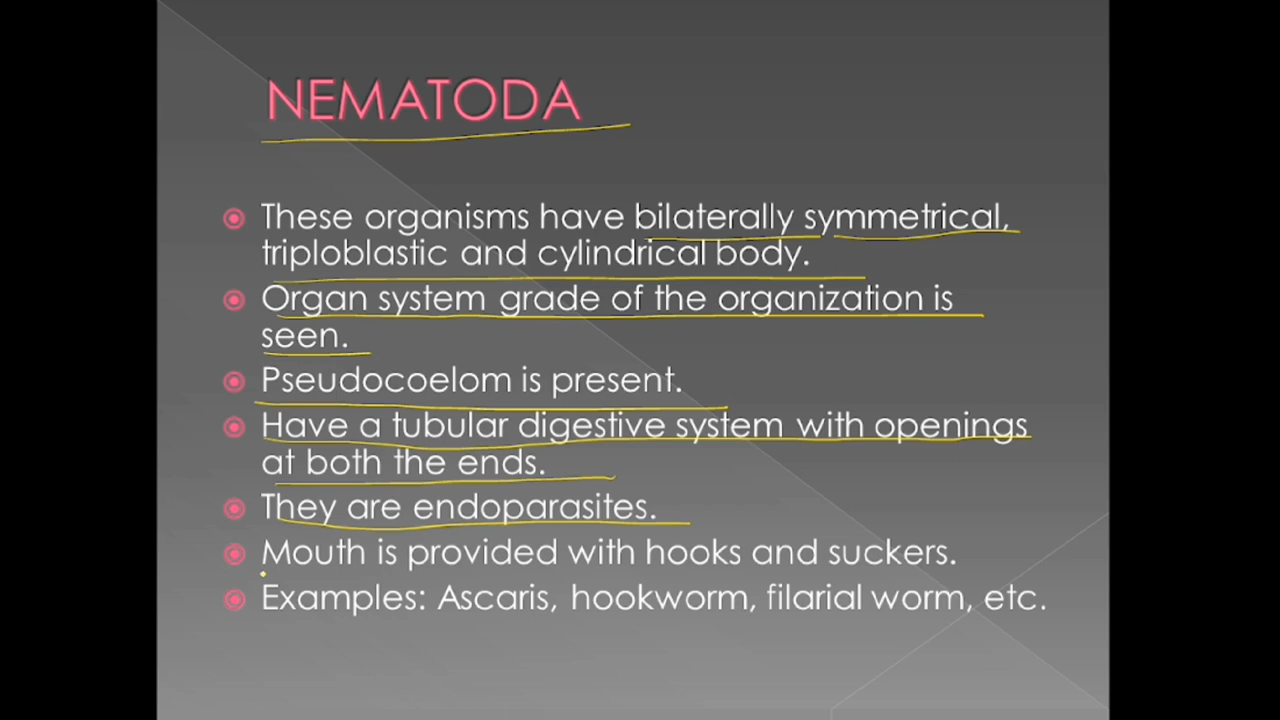 NEMATODA
These organisms have bilaterally symmetrical,
triploblastic and cylindrical body.
Organ system grade of the organization is
seen.
Pseudocoelom is present.
Have a tubular digestive system with openings
at both the ends.
They are endoparasites.
Mouth is provided with hooks and suckers.
Examples: Ascaris, hookworm, filarial worm, etc.